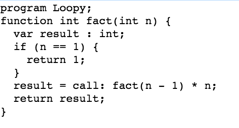 program Loopy;
function int fact(int n) {
  var result : int;
  if (n == 1) {
    return 1;
  }
  result = call: fact(n - 1) * n;
  return result;
}